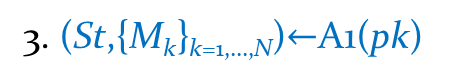 3. (St,{M_k}_{k=1,...,N})←A1(pk)